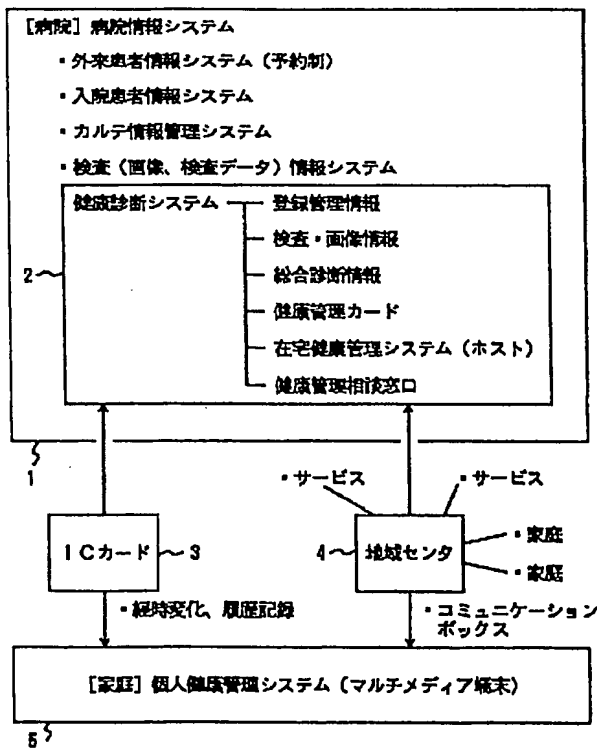 ［病院］病院情報システム
・外来患者情報システム（予約制）
・入院患者情報システム
・カルテ情報管理システム
・検査（画像、検査データ）情報システム
健康診断システム
登録管理情報
検査・画像情報
2
総合診断情報
健康管理カード
在宅健康管理システム（ホスト）
健康管理相談窓口
1
・サービス
・サービス
ＩＣカード
3
4
地域センタ
・家庭
・家庭
・経時変化、履歴記録
・コミュニケーション
ボックス
［家庭］個人健康管理システム（マルチメディア端末）
5